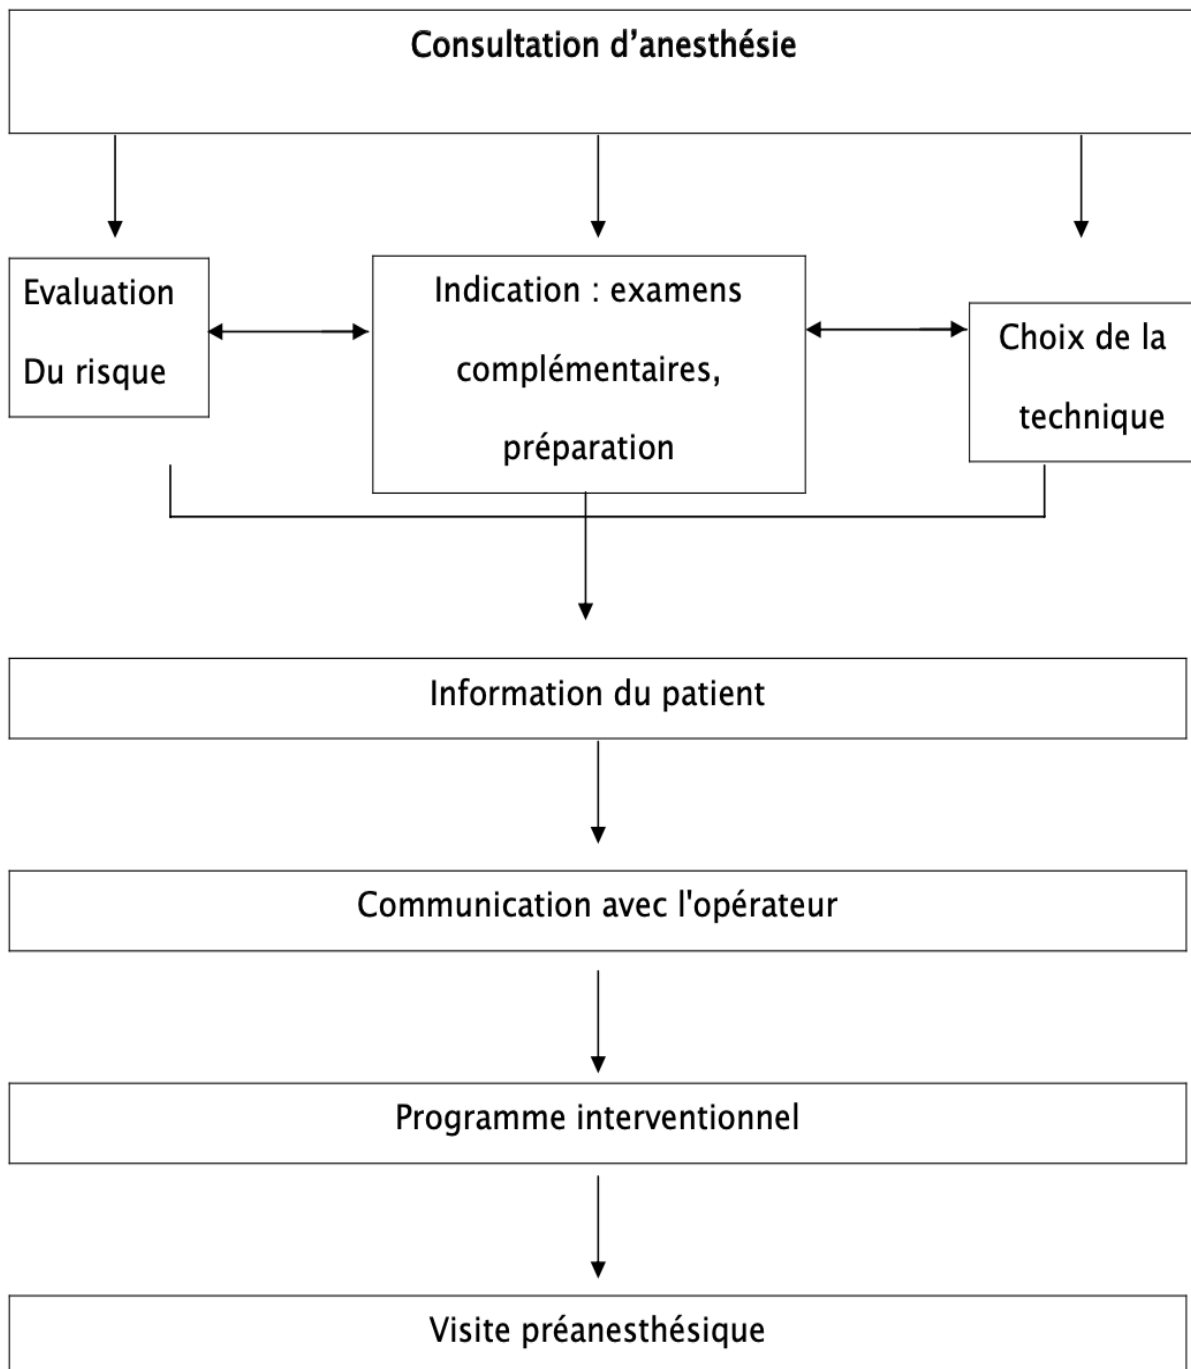 Consultation d’anesthésie
Evaluation
Du risque
Indication : examens
complémentaires,
préparation
Choix de la
technique
Information du patient
Communication avec l'opérateur
Programme interventionnel
Visite préanesthésique